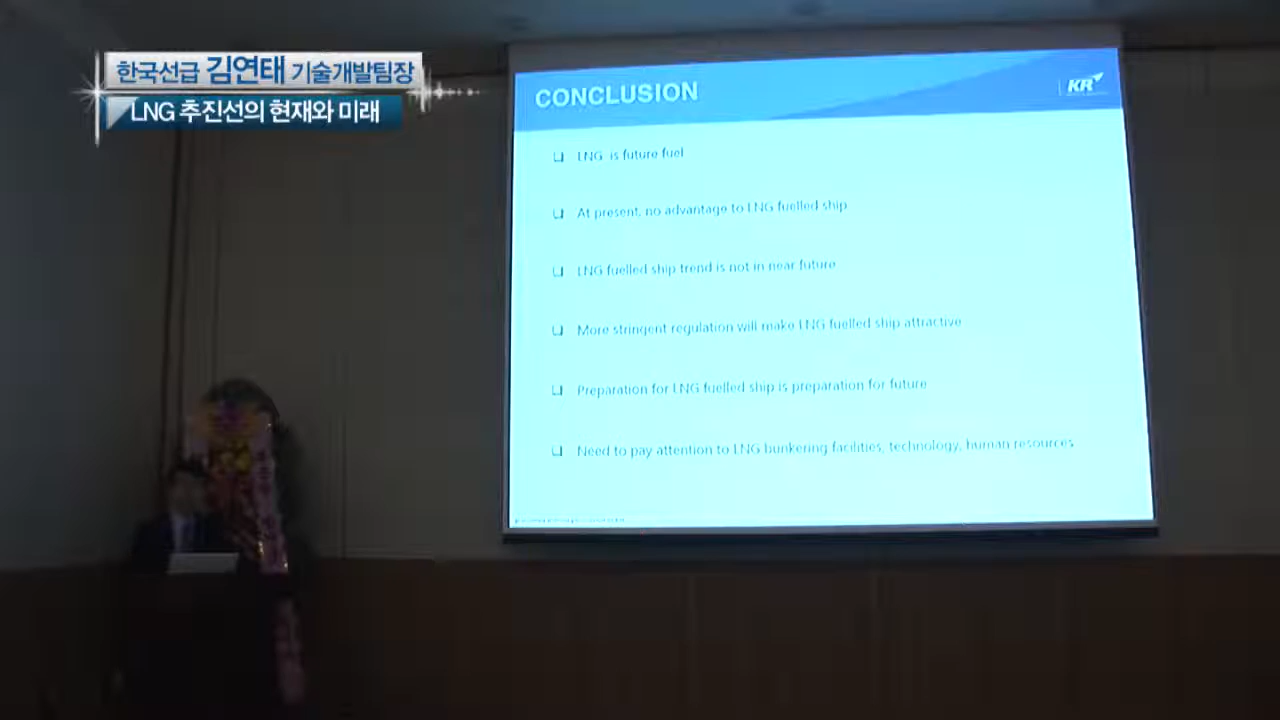 한국선급 김연태 기술개발팀장
LNG 추진선의 현재와 미래
CONCLUSION
KR
LNG is future fuel
At present, no advantage to LNG fuelled ship
LNG fuelled ship trend is not in near future
More stringent regulation will make LNG fuelled ship attractive
Preparation for LNG fuelled ship is preparation for future
Need to pay attention to LNG bunkering facilities, technology, human resources